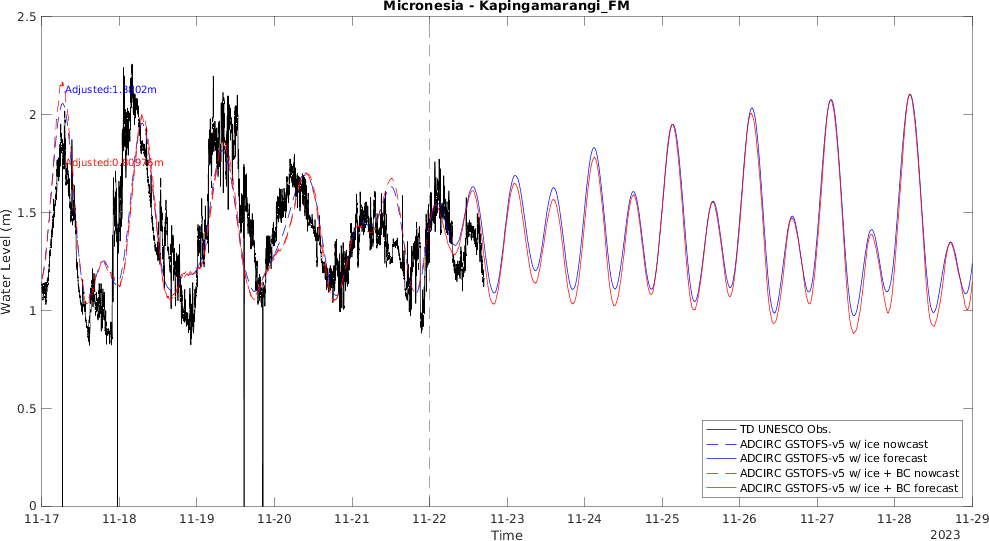 Micronesia - Kapingamarangi_FM
2.5
2
1.5
1
0.5
0
Water Level (m)
Adjusted:1.3802m
TD UNESCO Obs.
ADCIRC GSTOFS-v5 w/ ice nowcast
ADCIRC GSTOFS-v5 w/ ice forecast
ADCIRC GSTOFS-v5 w/ ice + BC nowcast
ADCIRC GSTOFS-v5 w/ ice + BC forecast
11-17 11-18 11-19 11-20 11-21 11-22 11-23 11-24 11-25 11-26 11-27 11-28 11-29
Time
2023